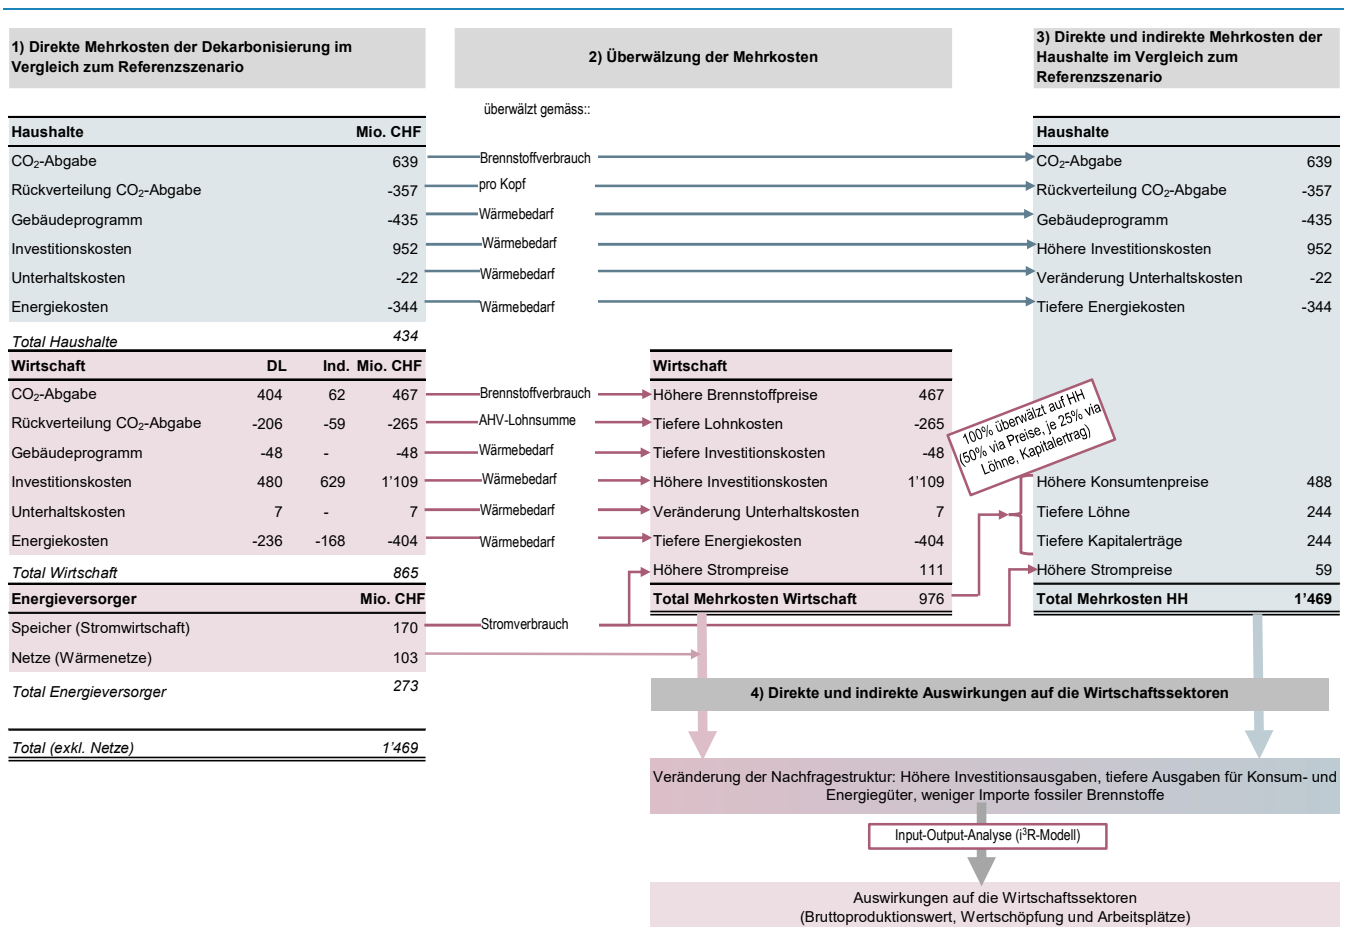 1) Direkte Mehrkosten der Dekarbonisierung im
Vergleich zum Referenzszenario
2) Überwälzung der Mehrkosten
3) Direkte und indirekte Mehrkosten der
Haushalte im Vergleich zum
Referenzszenario
überwälzt gemäss::
Haushalte Mio. CHF
CO₂-Abgabe 639
Rückverteilung CO₂-Abgabe -357
Gebäudeprogramm -435
Investitionskosten 952
Unterhaltskosten -22
Energiekosten -344
Total Haushalte 434
Brennstoffverbrauch
pro Kopf
Wärmebedarf
Wärmebedarf
Wärmebedarf
Wärmebedarf
Haushalte
CO₂-Abgabe 639
Rückverteilung CO₂-Abgabe -357
Gebäudeprogramm -435
Höhere Investitionskosten 952
Veränderung Unterhaltskosten -22
Tiefere Energiekosten -344
Wirtschaft DL Ind. Mio. CHF
CO₂-Abgabe 404 62 467
Rückverteilung CO₂-Abgabe -206 -59 -265
Gebäudeprogramm -48 - -48
Investitionskosten 480 629 1'109
Unterhaltskosten 7 - 7
Energiekosten -236 -168 -404
Total Wirtschaft 865
Brennstoffverbrauch
AHV-Lohnsumme
Wärmebedarf
Wärmebedarf
Wärmebedarf
Wärmebedarf
Wirtschaft
Höhere Brennstoffpreise 467
Tiefere Lohnkosten -265
Tiefere Investitionskosten -48
Höhere Investitionskosten 1'109
Veränderung Unterhaltskosten 7
Tiefere Energiekosten -404
Höhere Strompreise 111
Total Mehrkosten Wirtschaft 976
100% überwälzt auf HH
(50% via Preise, je 25% via
Löhne, Kapitalertrag)
Höhere Konsumtenpreise 488
Tiefere Löhne 244
Tiefere Kapitalerträge 244
Höhere Strompreise 59
Total Mehrkosten HH 1'469
Energieversorger Mio. CHF
Speicher (Stromwirtschaft) 170
Netze (Wärmenetze) 103
Total Energieversorger 273
Stromverbrauch
Total (exkl. Netze) 1'469
4) Direkte und indirekte Auswirkungen auf die Wirtschaftssektoren
Veränderung der Nachfragestruktur: Höhere Investitionsausgaben, tiefere Ausgaben für Konsum- und
Energiegüter, weniger Importe fossiler Brennstoffe
Input-Output-Analyse (i³R-Modell)
Auswirkungen auf die Wirtschaftssektoren
(Bruttoproduktionswert, Wertschöpfung und Arbeitsplätze)